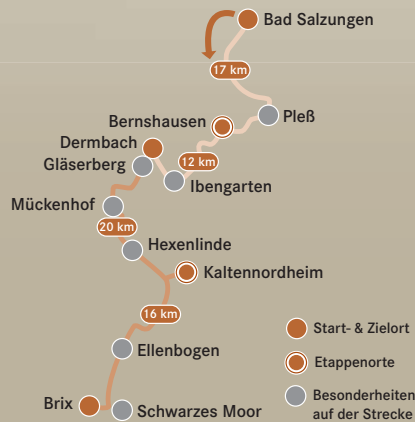 Bad Salzungen
17 km
Pleß
Bernshausen
Dermbach
Gläserberg
12 km
Ibengarten
Mückenhof
20 km
Hexenlinde
Kaltennordheim
16 km
Ellenbogen
Brix
Schwarzes Moor
Start- & Zielort
Etappenorte
Besonderheiten
auf der Strecke